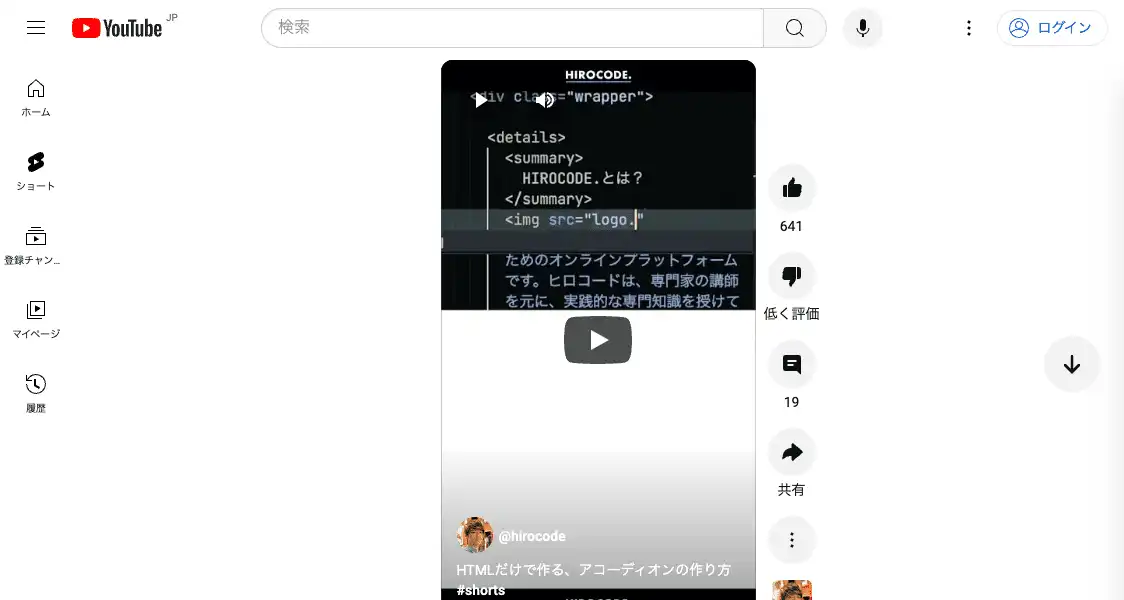 YouTube JP
検索
ログイン
ホーム
ショート
登録チャン...
マイページ
履歴
HIROCODE.
<div class="wrapper">
<details>
<summary>
HIROCODE.とは？
</summary>
<img src="logo."
ためのオンラインプラットフォーム
です。ヒロコードは、専門家の講師
を元に、実践的な専門知識を授けて
@hirocode
HTMLだけで作る、アコーディオンの作り方
#shorts
641
低く評価
19
共有